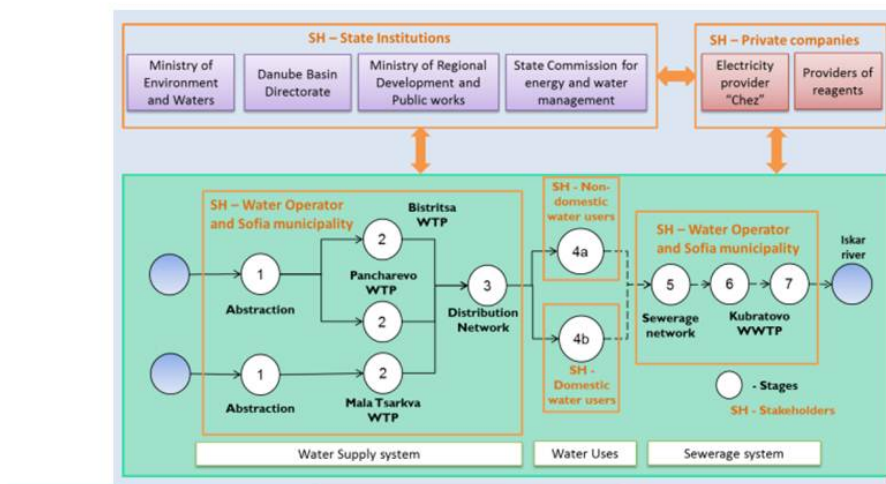 SH – State Institutions
Ministry of
Environment
and Waters
Danube Basin
Directorate
Ministry of Regional
Development and
Public works
State Commission for
energy and water
management
SH – Private companies
Electricity
provider
“Chez”
Providers of
reagents
SH – Water Operator
and Sofia municipality
Bistritsa
WTP
2
1
Abstraction
Pancharevo
WTP
2
3
Distribution
Network
1
Abstraction
2
Mala Tsarkva
WTP
SH - Non-
domestic
water users
4a
4b
SH -
Domestic
water users
SH – Water Operator
and Sofia municipality
5
6
7
Sewerage
network
Kubratovo
WWTP
Iskar
river
- Stages
SH - Stakeholders
Water Supply system
Water Uses
Sewerage system